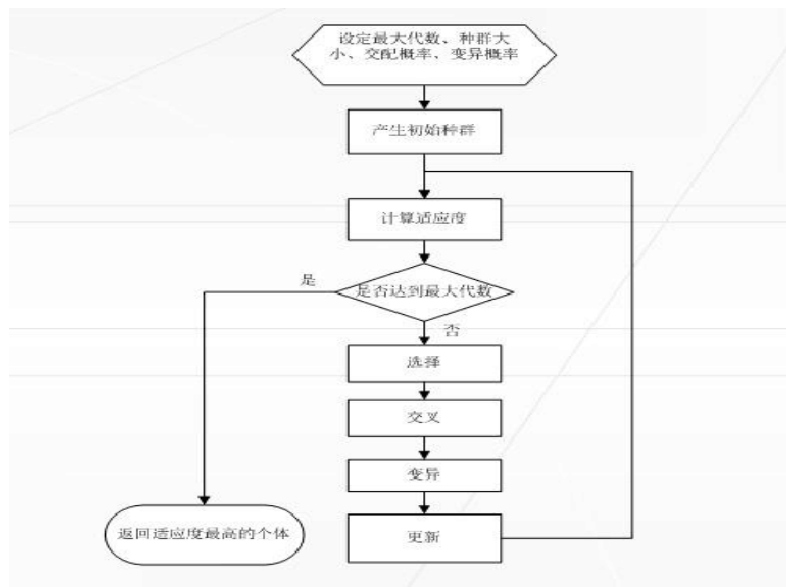 设定最大代数、种群大
小、交配概率、变异概率
产生初始种群
计算适应度
是否达到最大代数
是
否
选择
交叉
变异
更新
返回适应度最高的个体